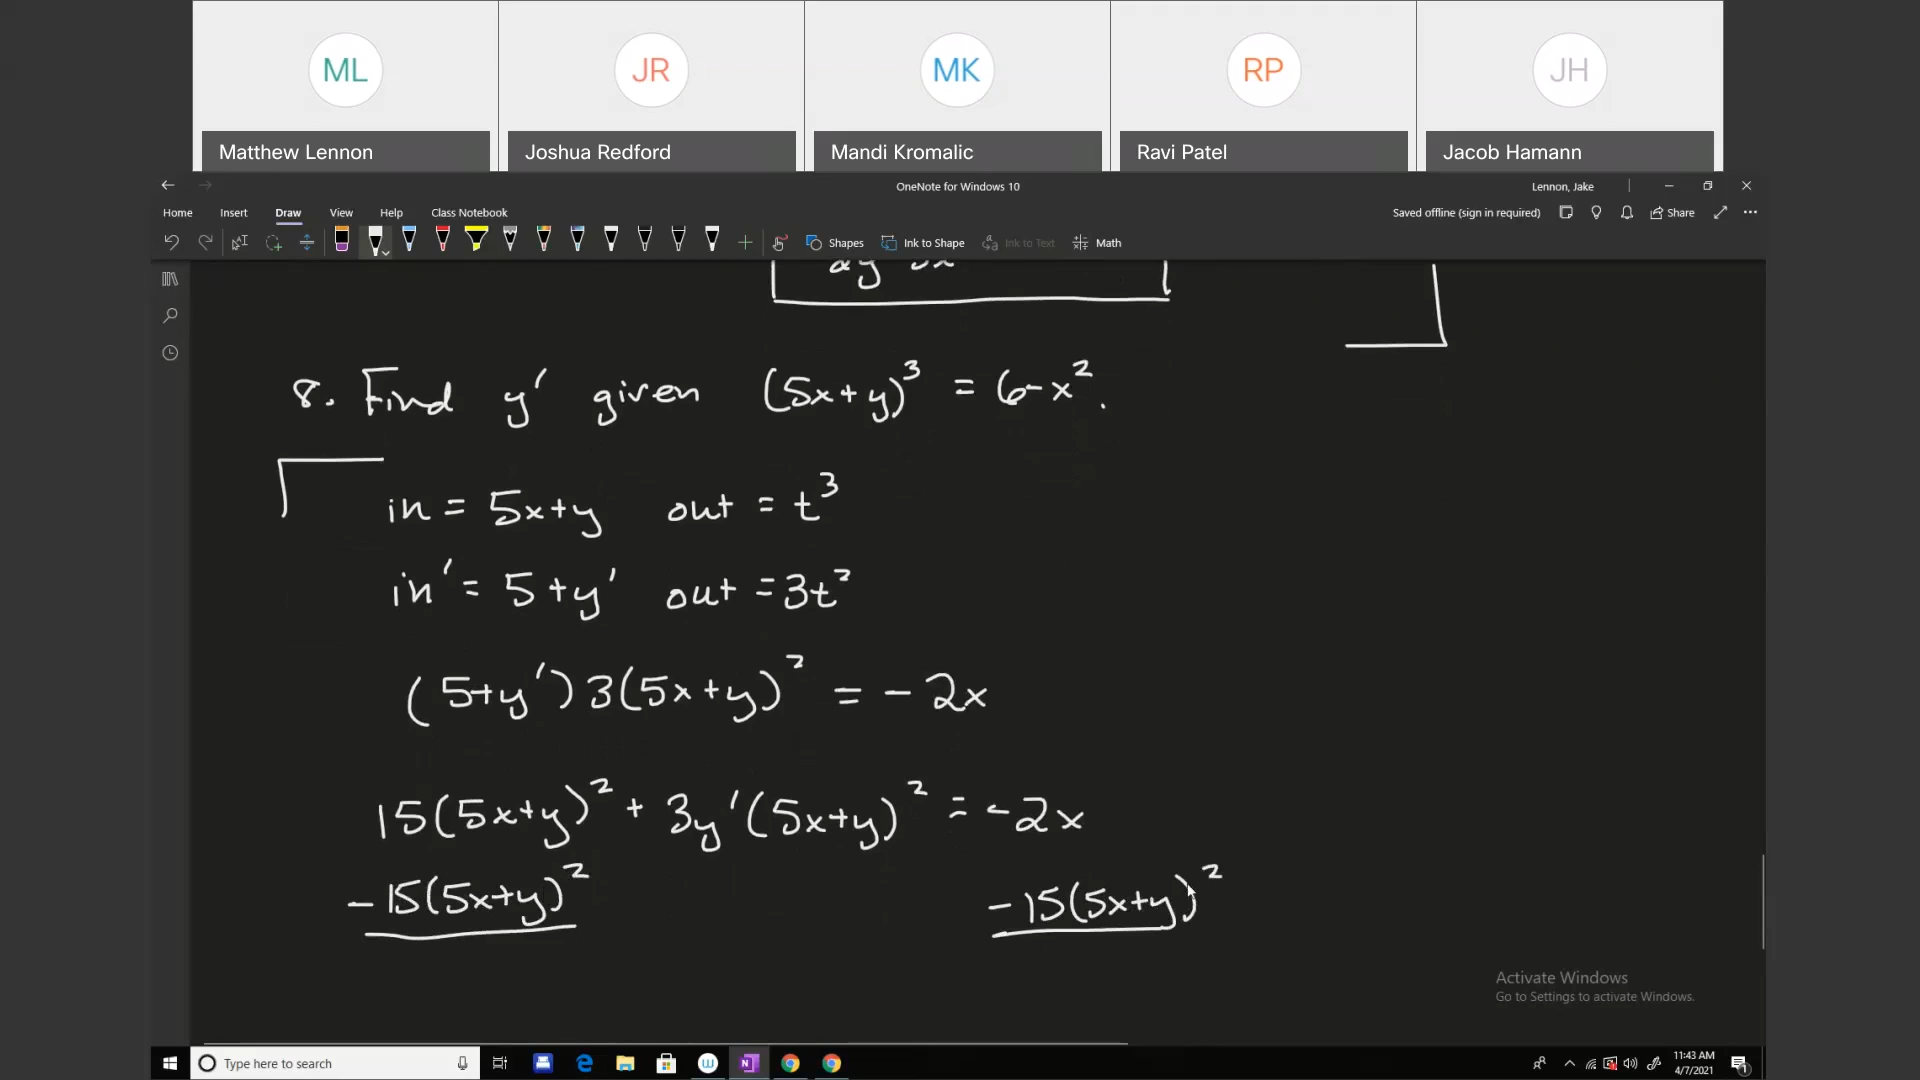 ML JR MK RP JH
Matthew Lennon Joshua Redford Mandi Kromalic Ravi Patel Jacob Hamann
OneNote for Windows 10 Lennon, Jake
Home Insert Draw View Help Class Notebook Saved offline (sign in required) Share
Shapes Ink to Shape Ink to Text Math
8. Find y' given (5x+y)³ = 6-x².
in = 5x+y out = t³
in' = 5+y' out = 3t²
(5+y')3(5x+y)² = -2x
15(5x+y)² + 3y'(5x+y)² = -2x
-15(5x+y)² -15(5x+y)²
Activate Windows
Go to Settings to activate Windows.
Type here to search
11:43 AM
4/7/2021